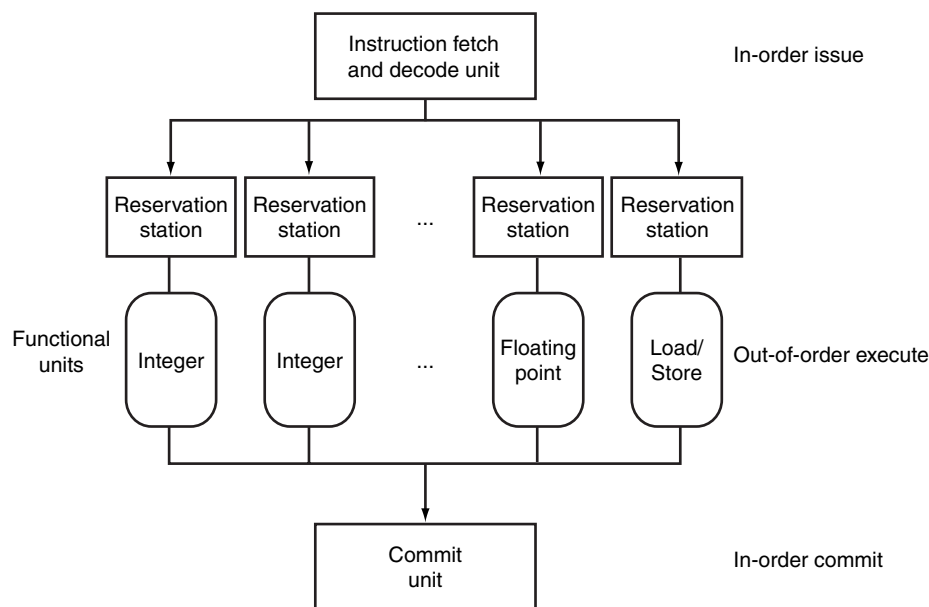 Instruction fetch
and decode unit
In-order issue
Reservation
station
Reservation
station
...
Reservation
station
Reservation
station
Functional
units
Integer
Integer
...
Floating
point
Load/
Store
Out-of-order execute
Commit
unit
In-order commit